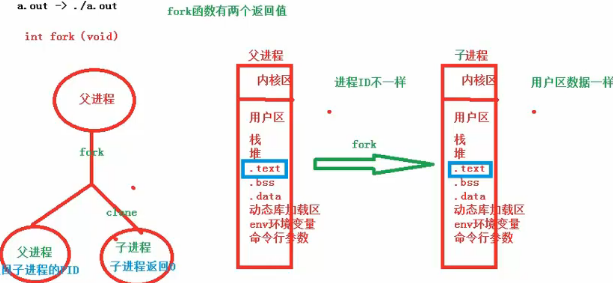 a.out -> ./a.out
fork函数有两个返回值
int fork (void)
父进程
fork
clone
父进程
子进程的PID
子进程
子进程返回0
父进程
内核区
用户区
栈
堆
.text
.bss
.data
动态库加载区
env环境变量
命令行参数
进程ID不一样
fork
子进程
内核区
用户区
栈
堆
.text
.bss
.data
动态库加载区
env环境变量
命令行参数
用户区数据一样